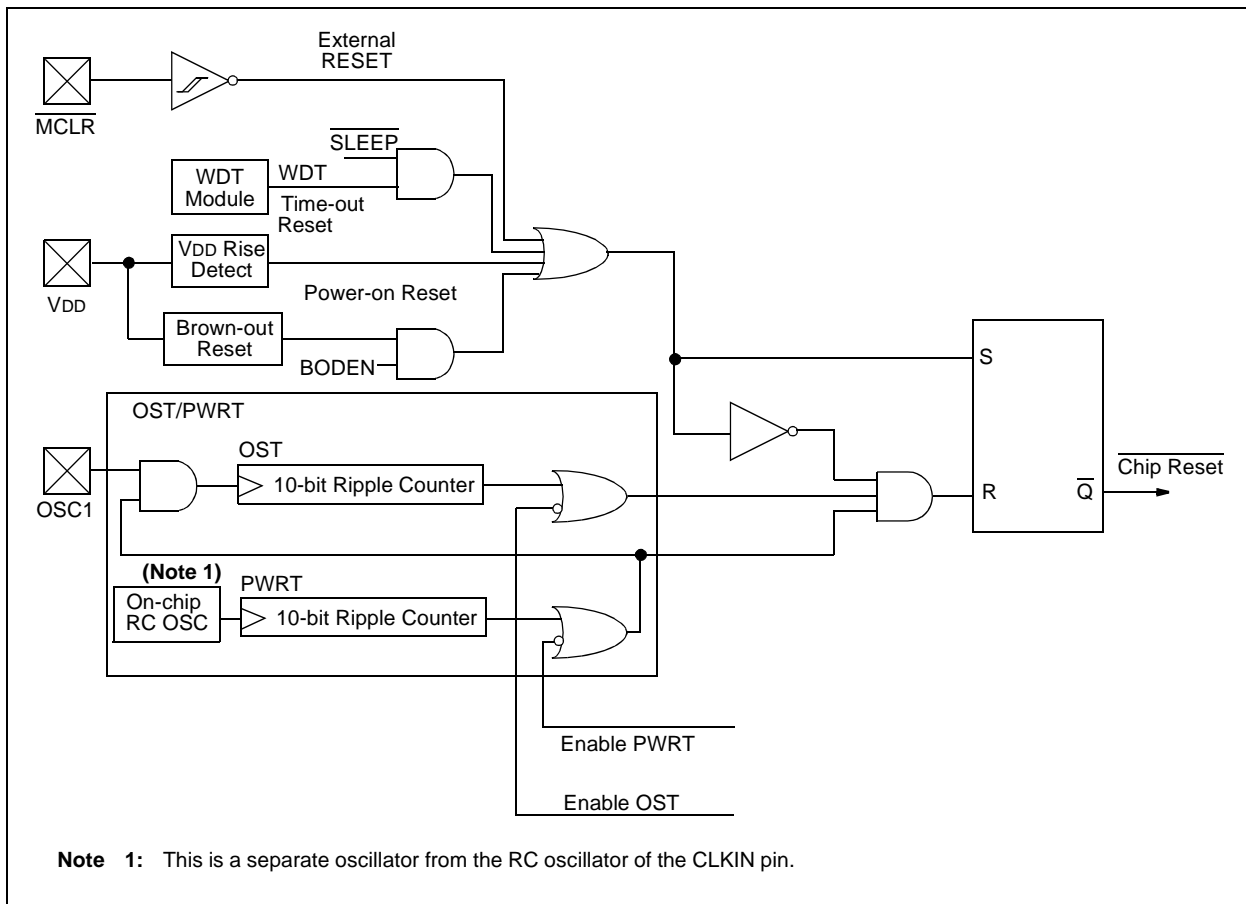 External
RESET
MCLR
SLEEP
WDT
Module
WDT
Time-out
Reset
VDD Rise
Detect
VDD
Power-on Reset
Brown-out
Reset
BODEN
S
OST/PWRT
OST
10-bit Ripple Counter
OSC1
Chip Reset
R
Q
(Note 1)
PWRT
On-chip
RC OSC
10-bit Ripple Counter
Enable PWRT
Enable OST
Note 1: This is a separate oscillator from the RC oscillator of the CLKIN pin.